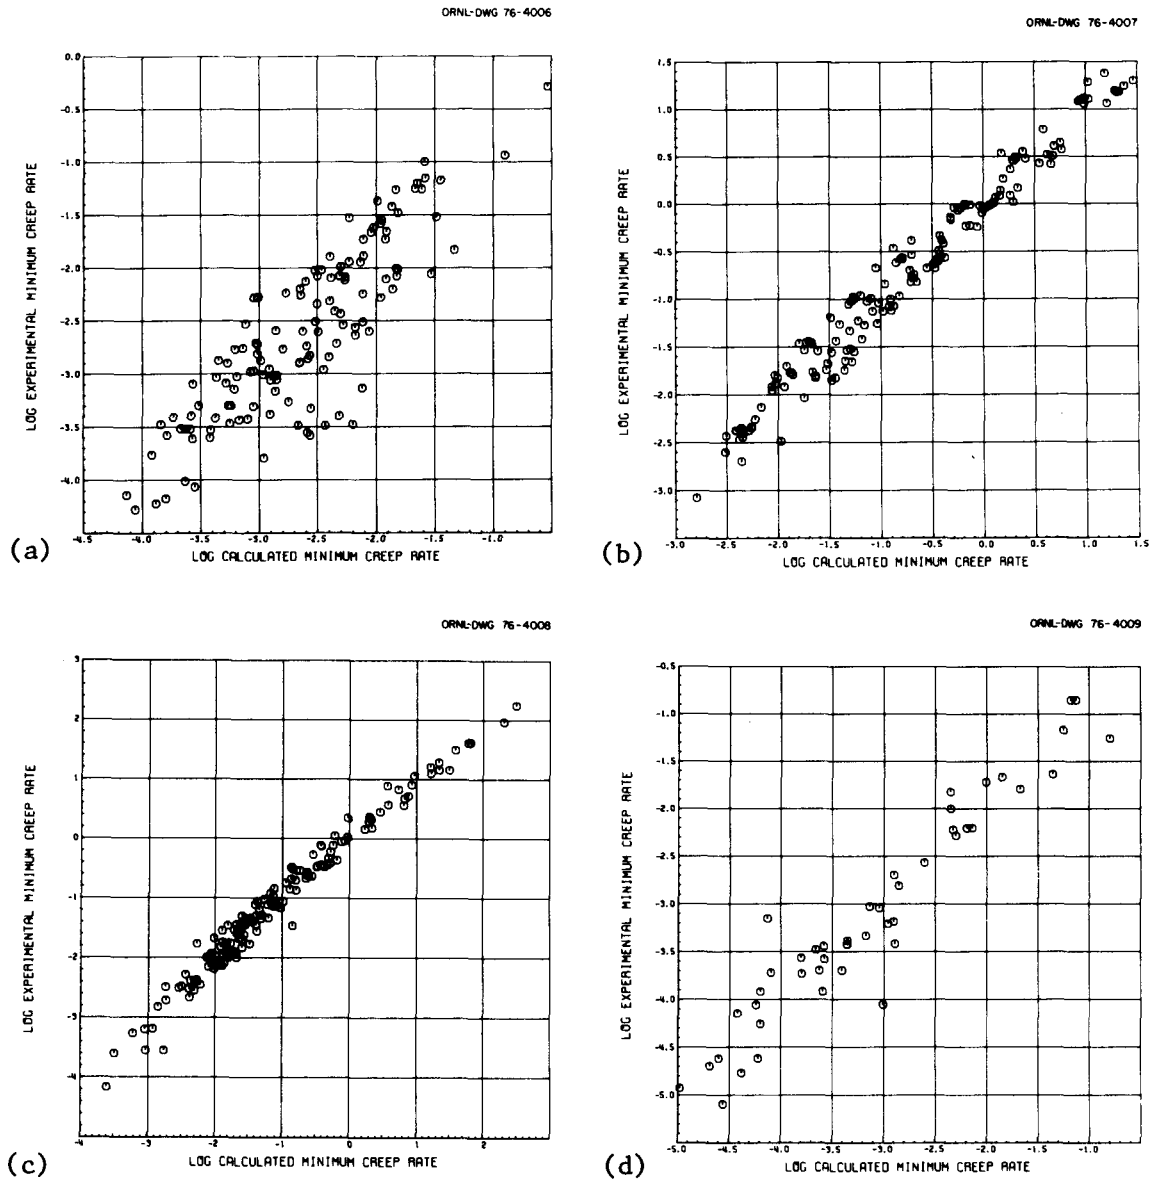 ORNL-DWG 76-4006
0.0
-0.5
-1.0
-1.5
-2.0
-2.5
-3.0
-3.5
-4.0
-4.5 -4.0 -3.5 -3.0 -2.5 -2.0 -1.5 -1.0
LOG EXPERIMENTAL MINIMUM CREEP RATE
LOG CALCULATED MINIMUM CREEP RATE
(a)
ORNL-DWG 76-4007
1.5
1.0
0.5
0.0
-0.5
-1.0
-1.5
-2.0
-2.5
-3.0
-3.0 -2.5 -2.0 -1.5 -1.0 -0.5 0.0 0.5 1.0 1.5
LOG EXPERIMENTAL MINIMUM CREEP RATE
LOG CALCULATED MINIMUM CREEP RATE
(b)
ORNL-DWG 76-4008
3
2
1
0
-1
-2
-3
-4
-4 -3 -2 -1 0 1 2
LOG EXPERIMENTAL MINIMUM CREEP RATE
LOG CALCULATED MINIMUM CREEP RATE
(c)
ORNL-DWG 76-4009
-0.5
-1.0
-1.5
-2.0
-2.5
-3.0
-3.5
-4.0
-4.5
-5.0
-5.0 -4.5 -4.0 -3.5 -3.0 -2.5 -2.0 -1.5 -1.0
LOG EXPERIMENTAL MINIMUM CREEP RATE
LOG CALCULATED MINIMUM CREEP RATE
(d)